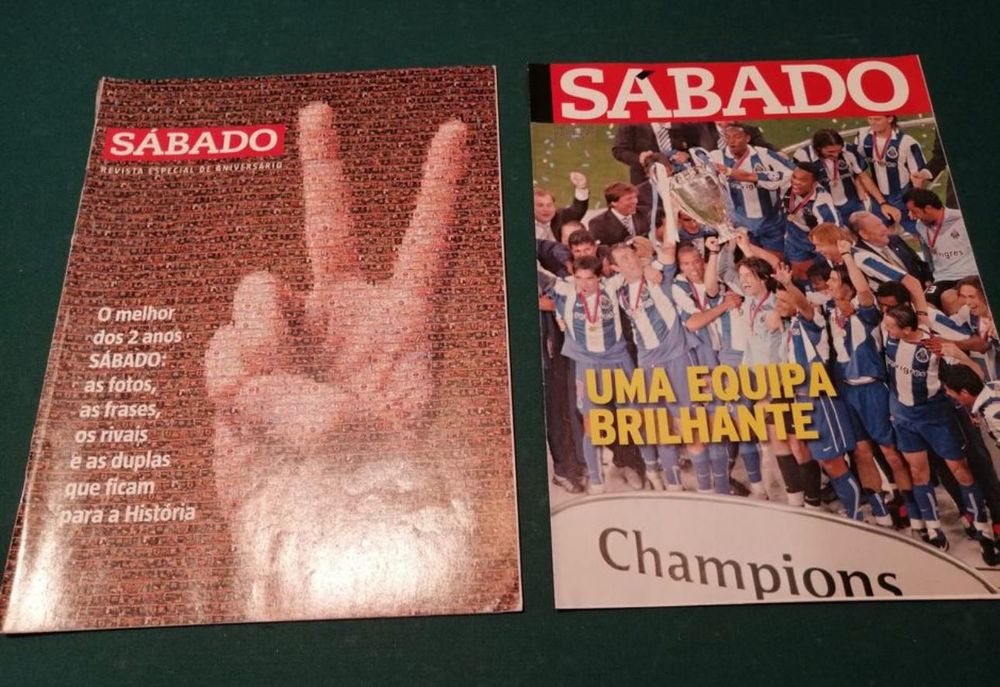 SÁBADO
REVISTA ESPECIAL DE ANIVERSÁRIO
O melhor
dos 2 anos
SÁBADO:
as fotos,
as frases,
os rivais
e as duplas
que ficam
para a História
SÁBADO
UMA EQUIPA
BRILHANTE
Champions